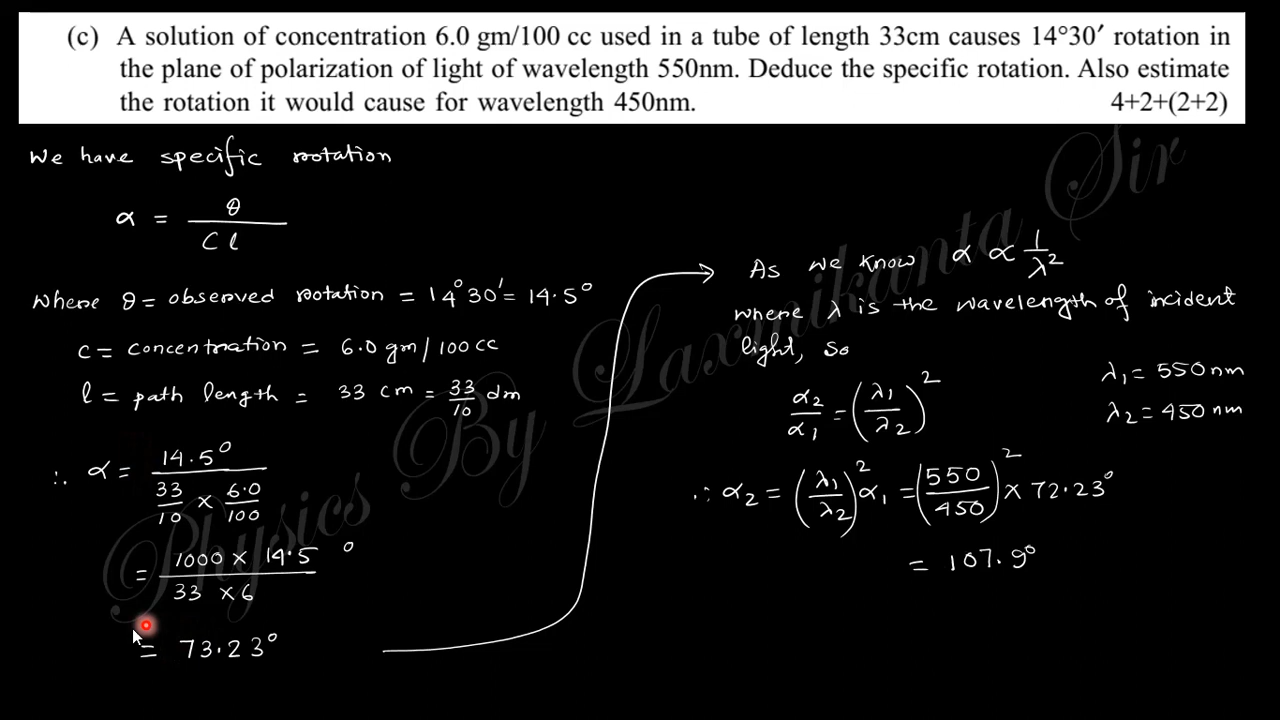 (c) A solution of concentration 6.0 gm/100 cc used in a tube of length 33cm causes 14°30′ rotation in
the plane of polarization of light of wavelength 550nm. Deduce the specific rotation. Also estimate
the rotation it would cause for wavelength 450nm. 4+2+(2+2)
We have specific rotation
α = θ / C l
Where θ = observed rotation = 14°30' = 14.5°
c = concentration = 6.0 gm/100 cc
l = path length = 33 cm = 33/10 dm
∴ α = 14.5° / (33/10 × 6.0/100)
= (1000 × 14.5) / (33 × 6) °
= 73.23°
As we know α ∝ 1/λ²
where λ is the wavelength of incident
light, so
λ₁ = 550 nm
λ₂ = 450 nm
α₂/α₁ = (λ₁/λ₂)²
∴ α₂ = (λ₁/λ₂)² α₁ = (550/450)² × 72.23°
= 107.9°
Physics By Laxmikanta Sir